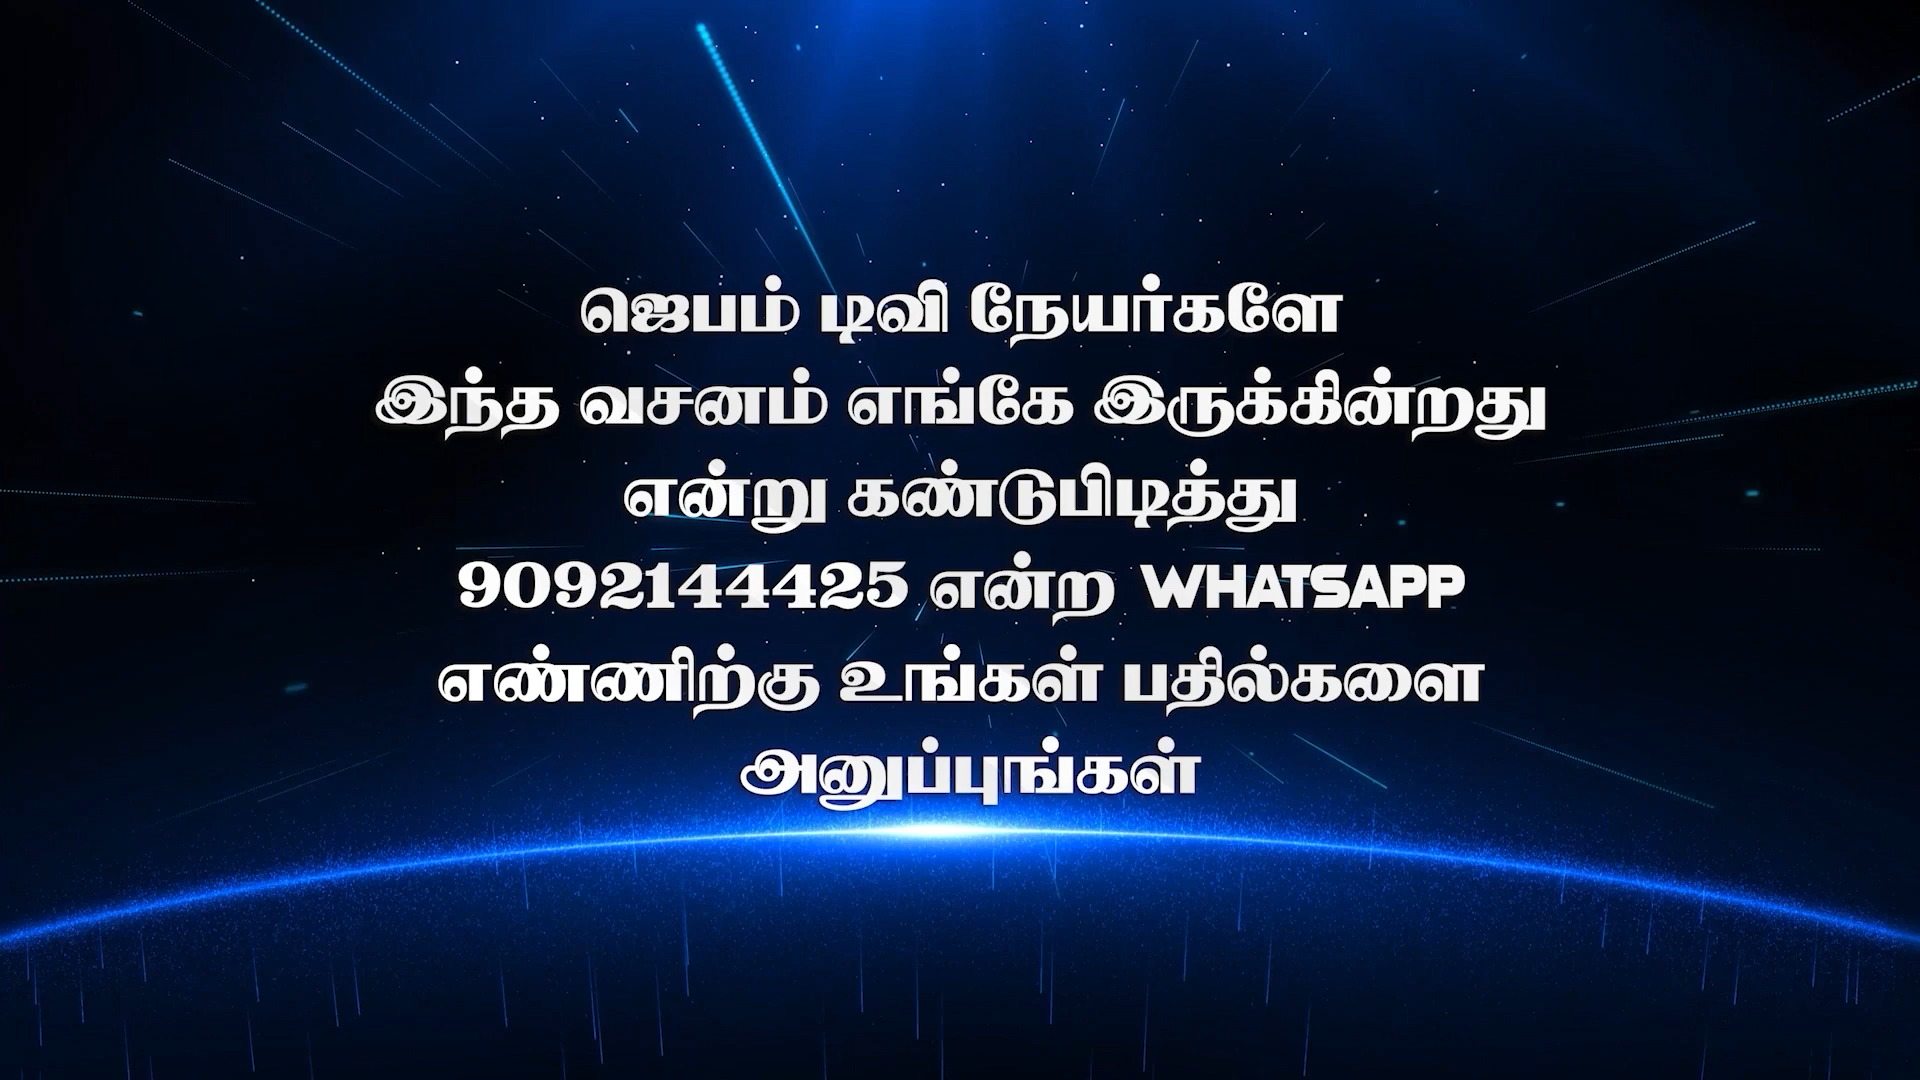 ஜெபம் டிவி நேயர்களே
இந்த வசனம் எங்கே இருக்கின்றது
என்று கண்டுபிடித்து
9092144425 என்ற WHATSAPP
எண்ணிற்கு உங்கள் பதில்களை
அனுப்புங்கள்